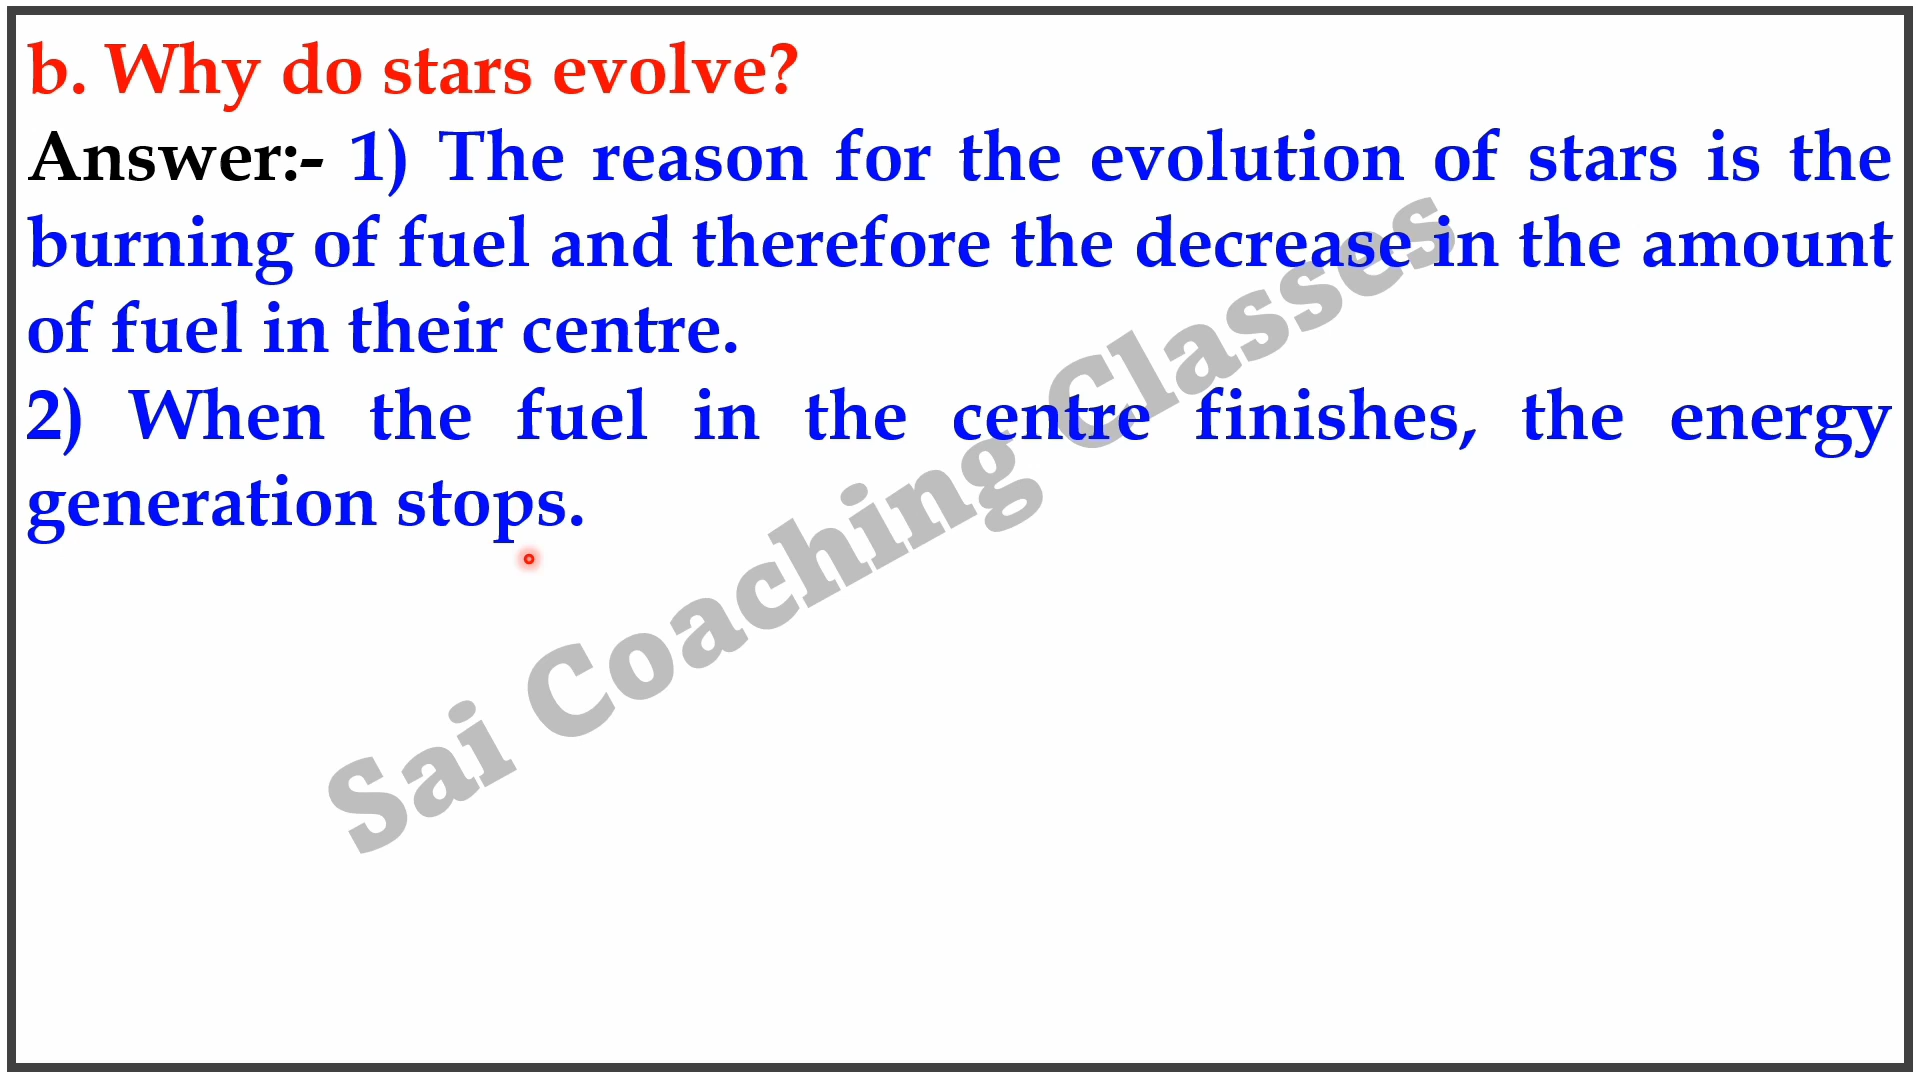 b. Why do stars evolve?
Answer:- 1) The reason for the evolution of stars is the
burning of fuel and therefore the decrease in the amount
of fuel in their centre.
2) When the fuel in the centre finishes, the energy
generation stops.
Sai Coaching Classes